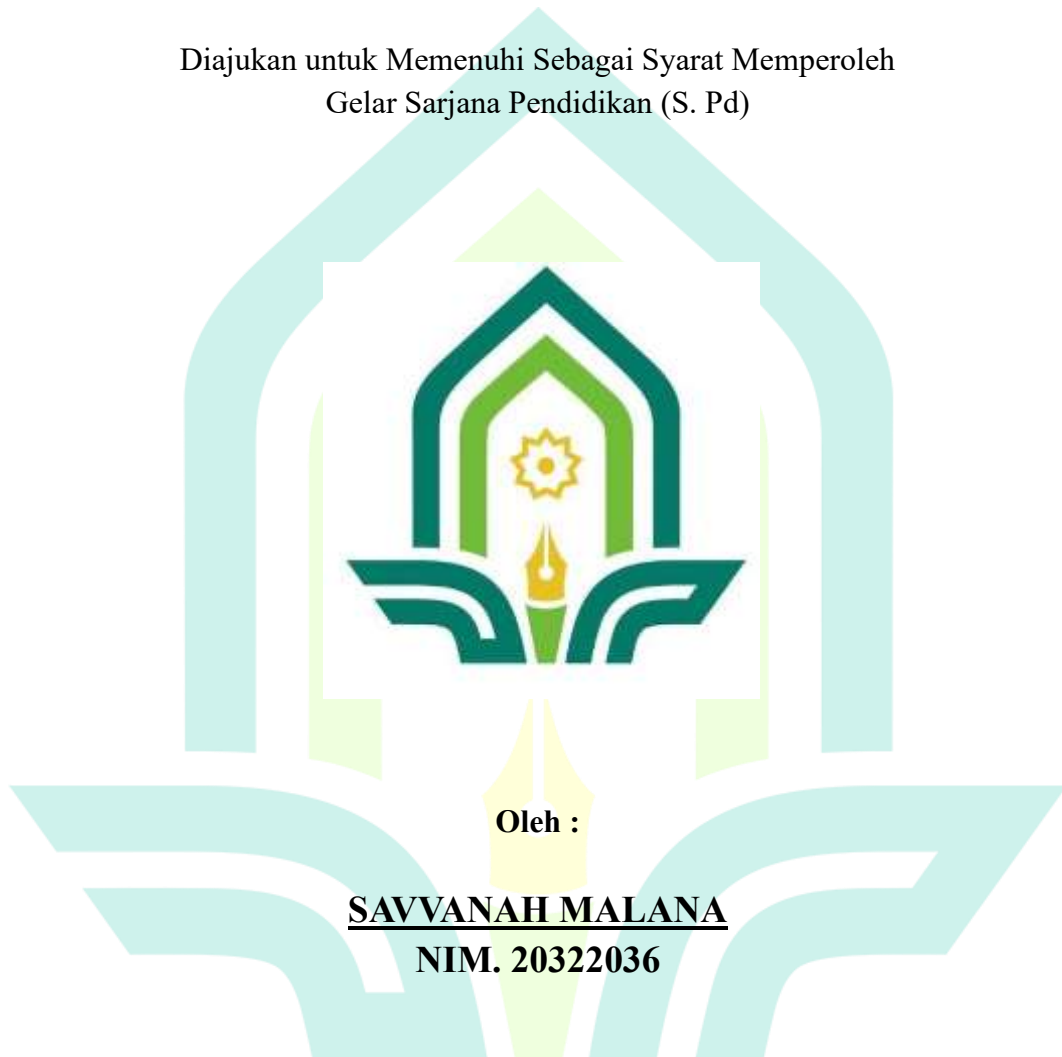 Diajukan untuk Memenuhi Sebagai Syarat Memperoleh
Gelar Sarjana Pendidikan (S. Pd)
Oleh :
SAVVANAH MALANA
NIM. 20322036